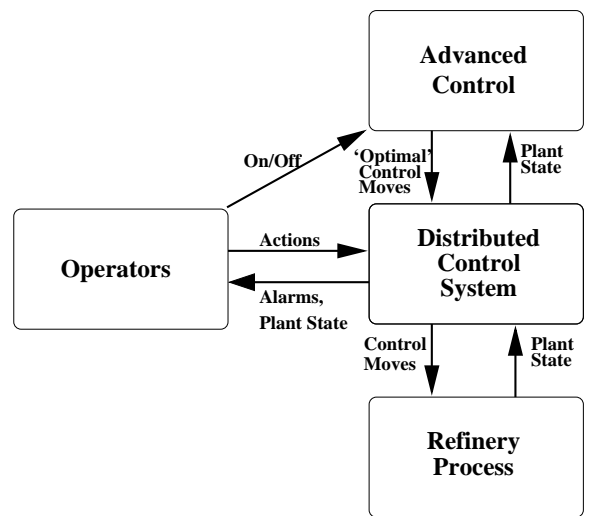 Advanced
Control
On/Off
‘Optimal’
Control
Moves
Plant
State
Operators
Actions
Alarms,
Plant State
Distributed
Control
System
Control
Moves
Plant
State
Refinery
Process